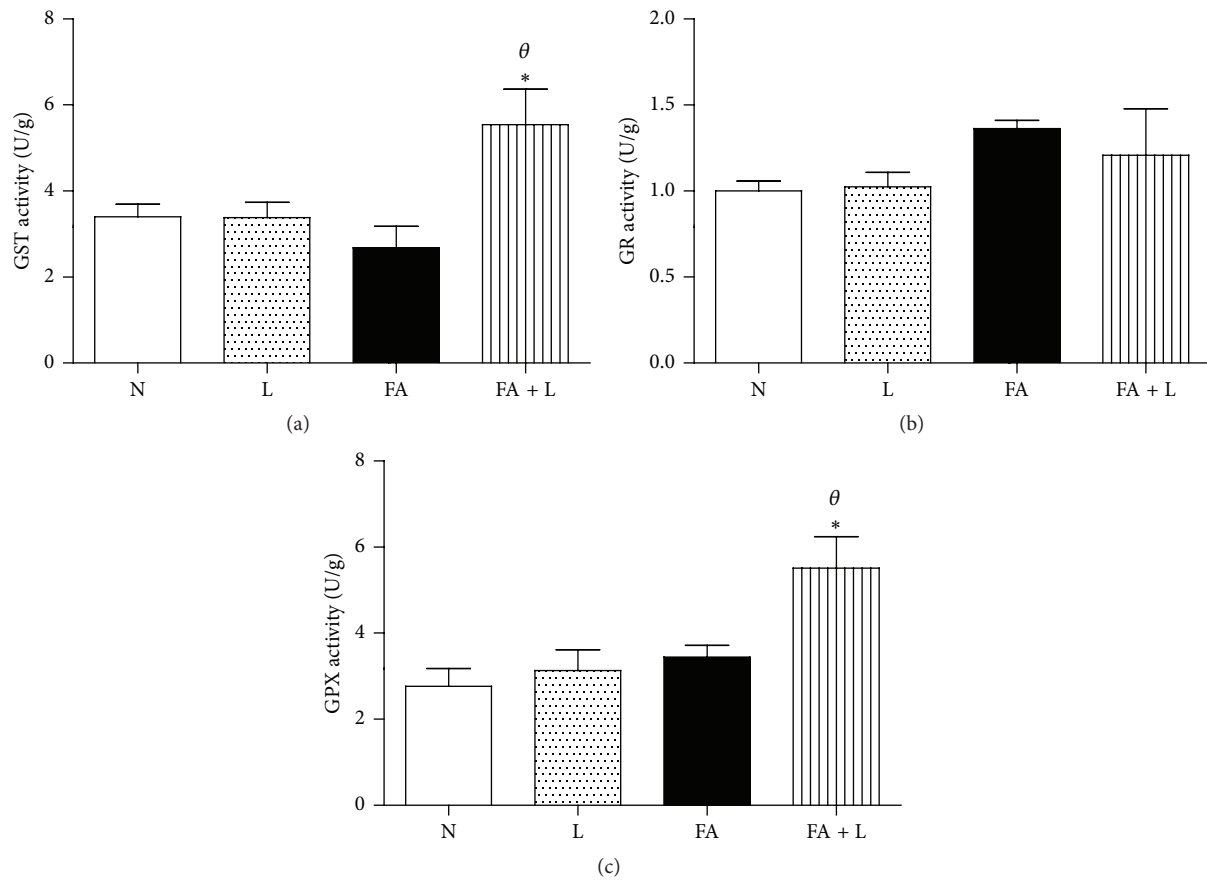 GST activity (U/g)
8
6
4
2
0
θ
*
N L FA FA + L
(a)
GR activity (U/g)
2.0
1.5
1.0
0.5
0.0
N L FA FA + L
(b)
GPX activity (U/g)
8
6
4
2
0
θ
*
N L FA FA + L
(c)